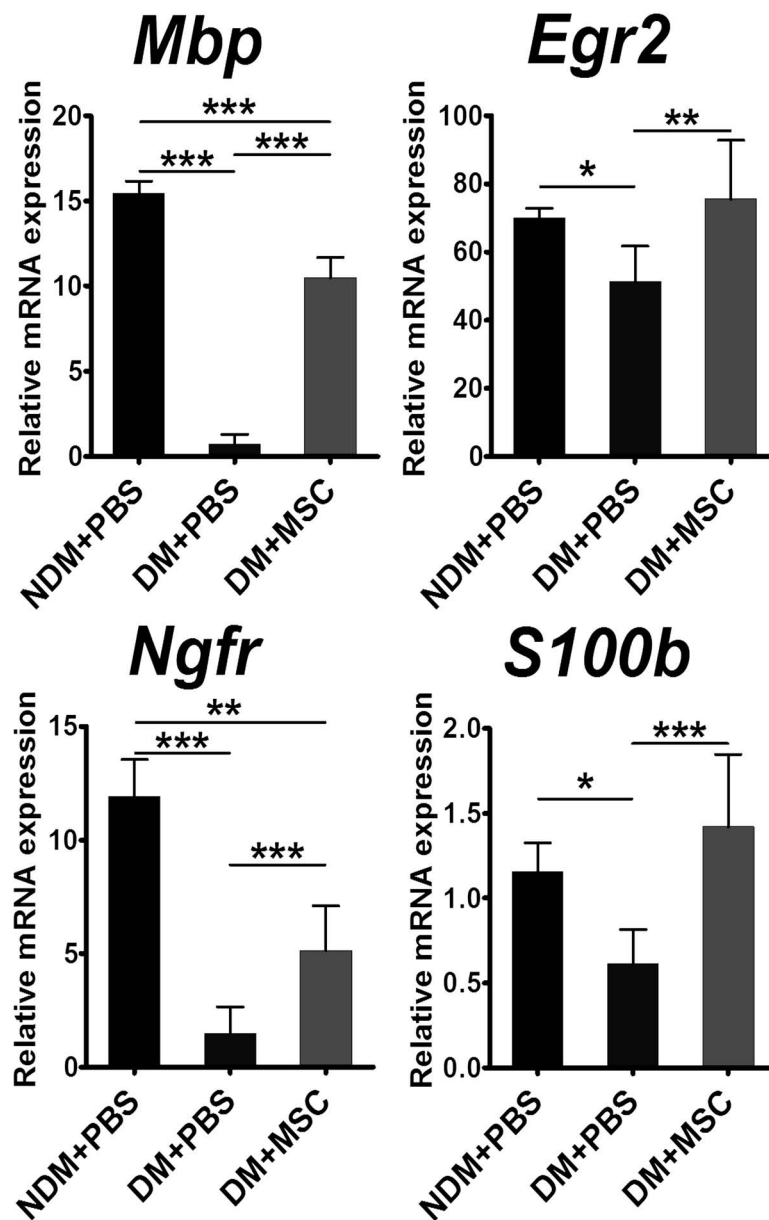 Mbp
Relative mRNA expression
20
15
10
5
0
***
***
***
NDM+PBS
DM+PBS
DM+MSC
Egr2
Relative mRNA expression
100
80
60
40
20
0
**
*
NDM+PBS
DM+PBS
DM+MSC
Ngfr
Relative mRNA expression
15
10
5
0
**
***
***
NDM+PBS
DM+PBS
DM+MSC
S100b
Relative mRNA expression
2.0
1.5
1.0
0.5
0.0
***
*
NDM+PBS
DM+PBS
DM+MSC